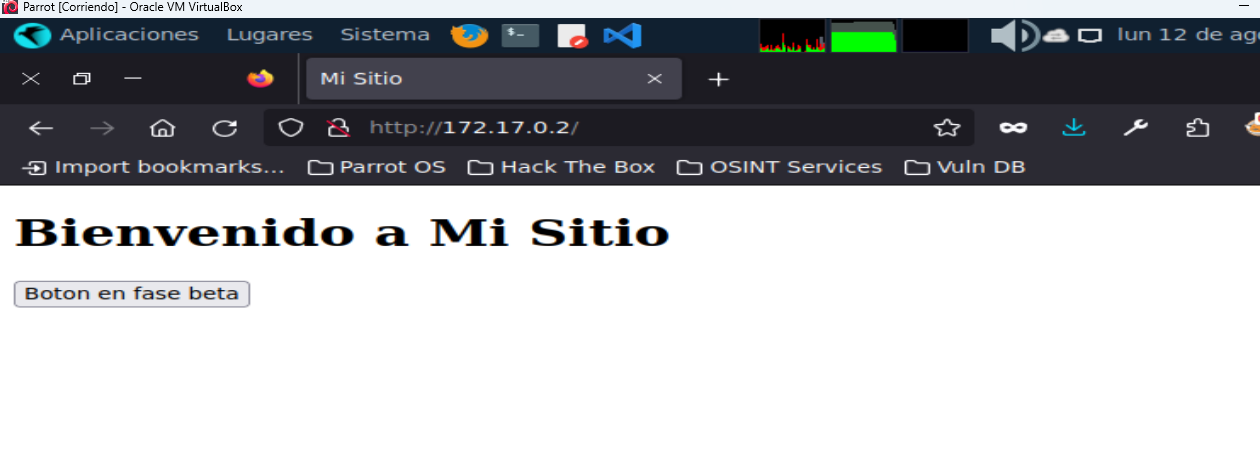 Parrot [Corriendo] - Oracle VM VirtualBox
Aplicaciones Lugares Sistema lun 12 de
Mi Sitio
http://172.17.0.2/
Import bookmarks... Parrot OS Hack The Box OSINT Services Vuln DB
Bienvenido a Mi Sitio
Boton en fase beta